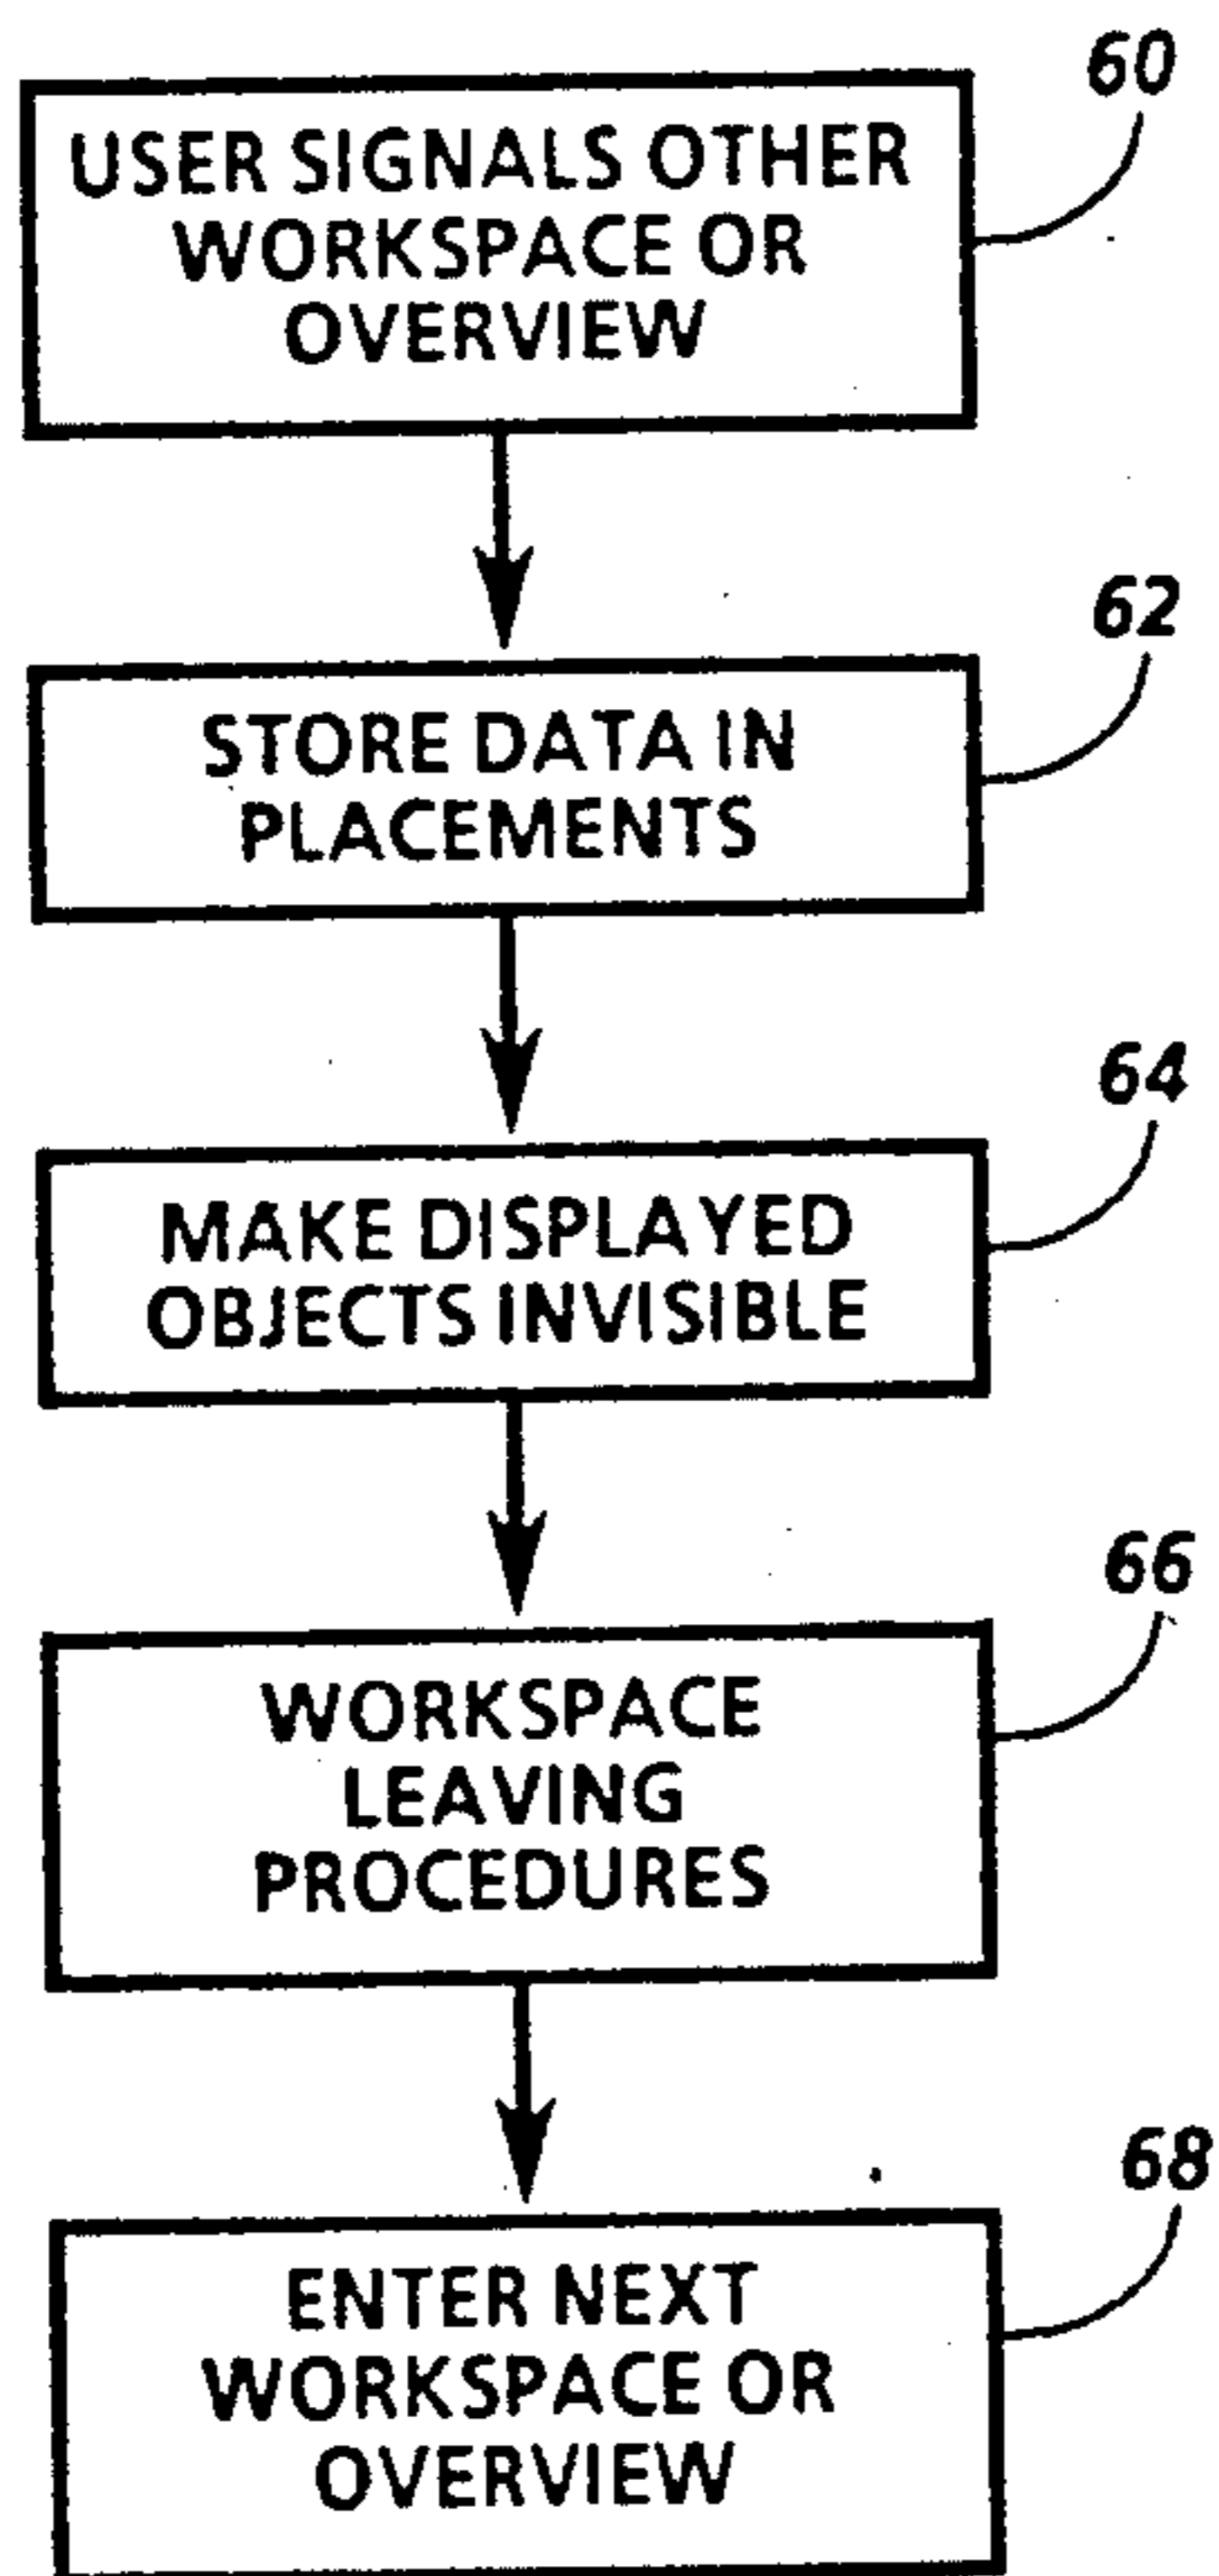 60
USER SIGNALS OTHER
WORKSPACE OR
OVERVIEW
62
STORE DATA IN
PLACEMENTS
64
MAKE DISPLAYED
OBJECTS INVISIBLE
66
WORKSPACE
LEAVING
PROCEDURES
68
ENTER NEXT
WORKSPACE OR
OVERVIEW